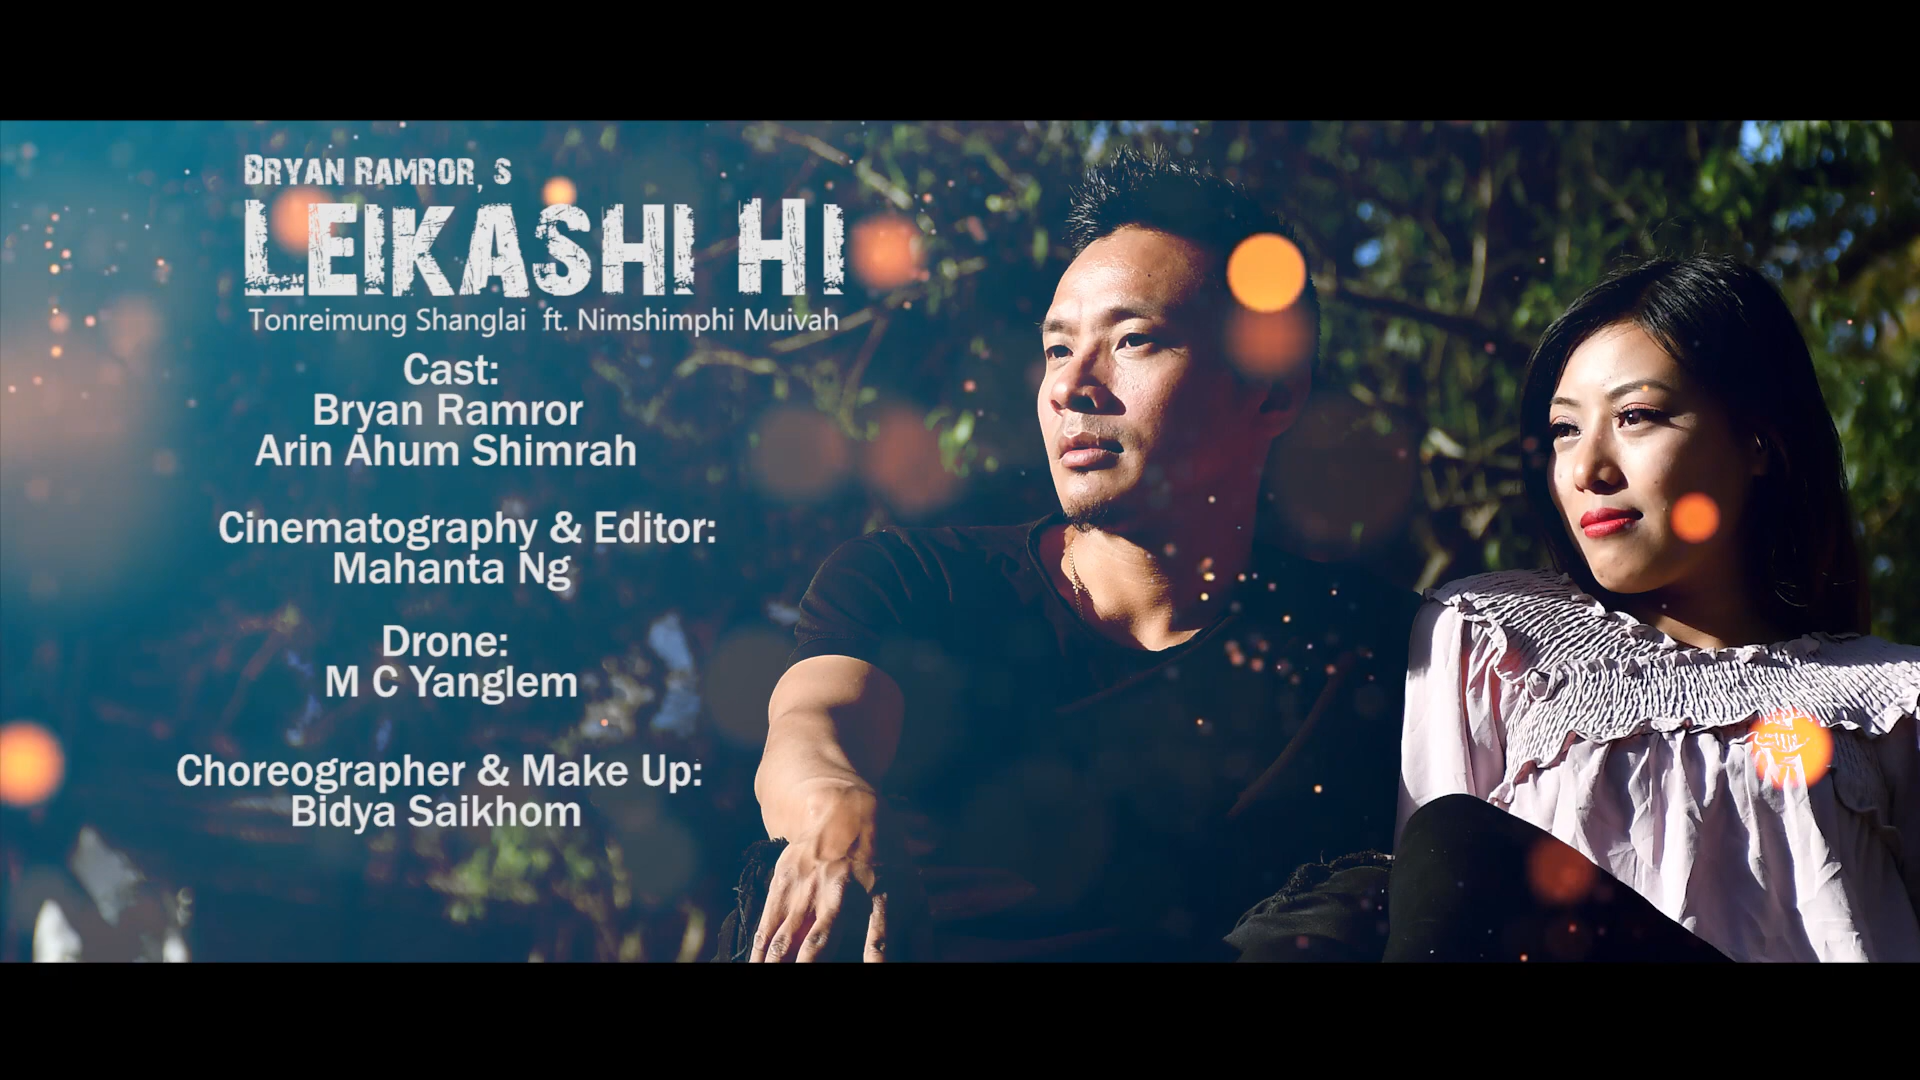 BRYAN RAMROR, S
LEIKASHI HI
Tonreimung Shanglai ft. Nimshimphi Muivah
Cast:
Bryan Ramror
Arin Ahum Shimrah
Cinematography & Editor:
Mahanta Ng
Drone:
M C Yanglem
Choreographer & Make Up:
Bidya Saikhom